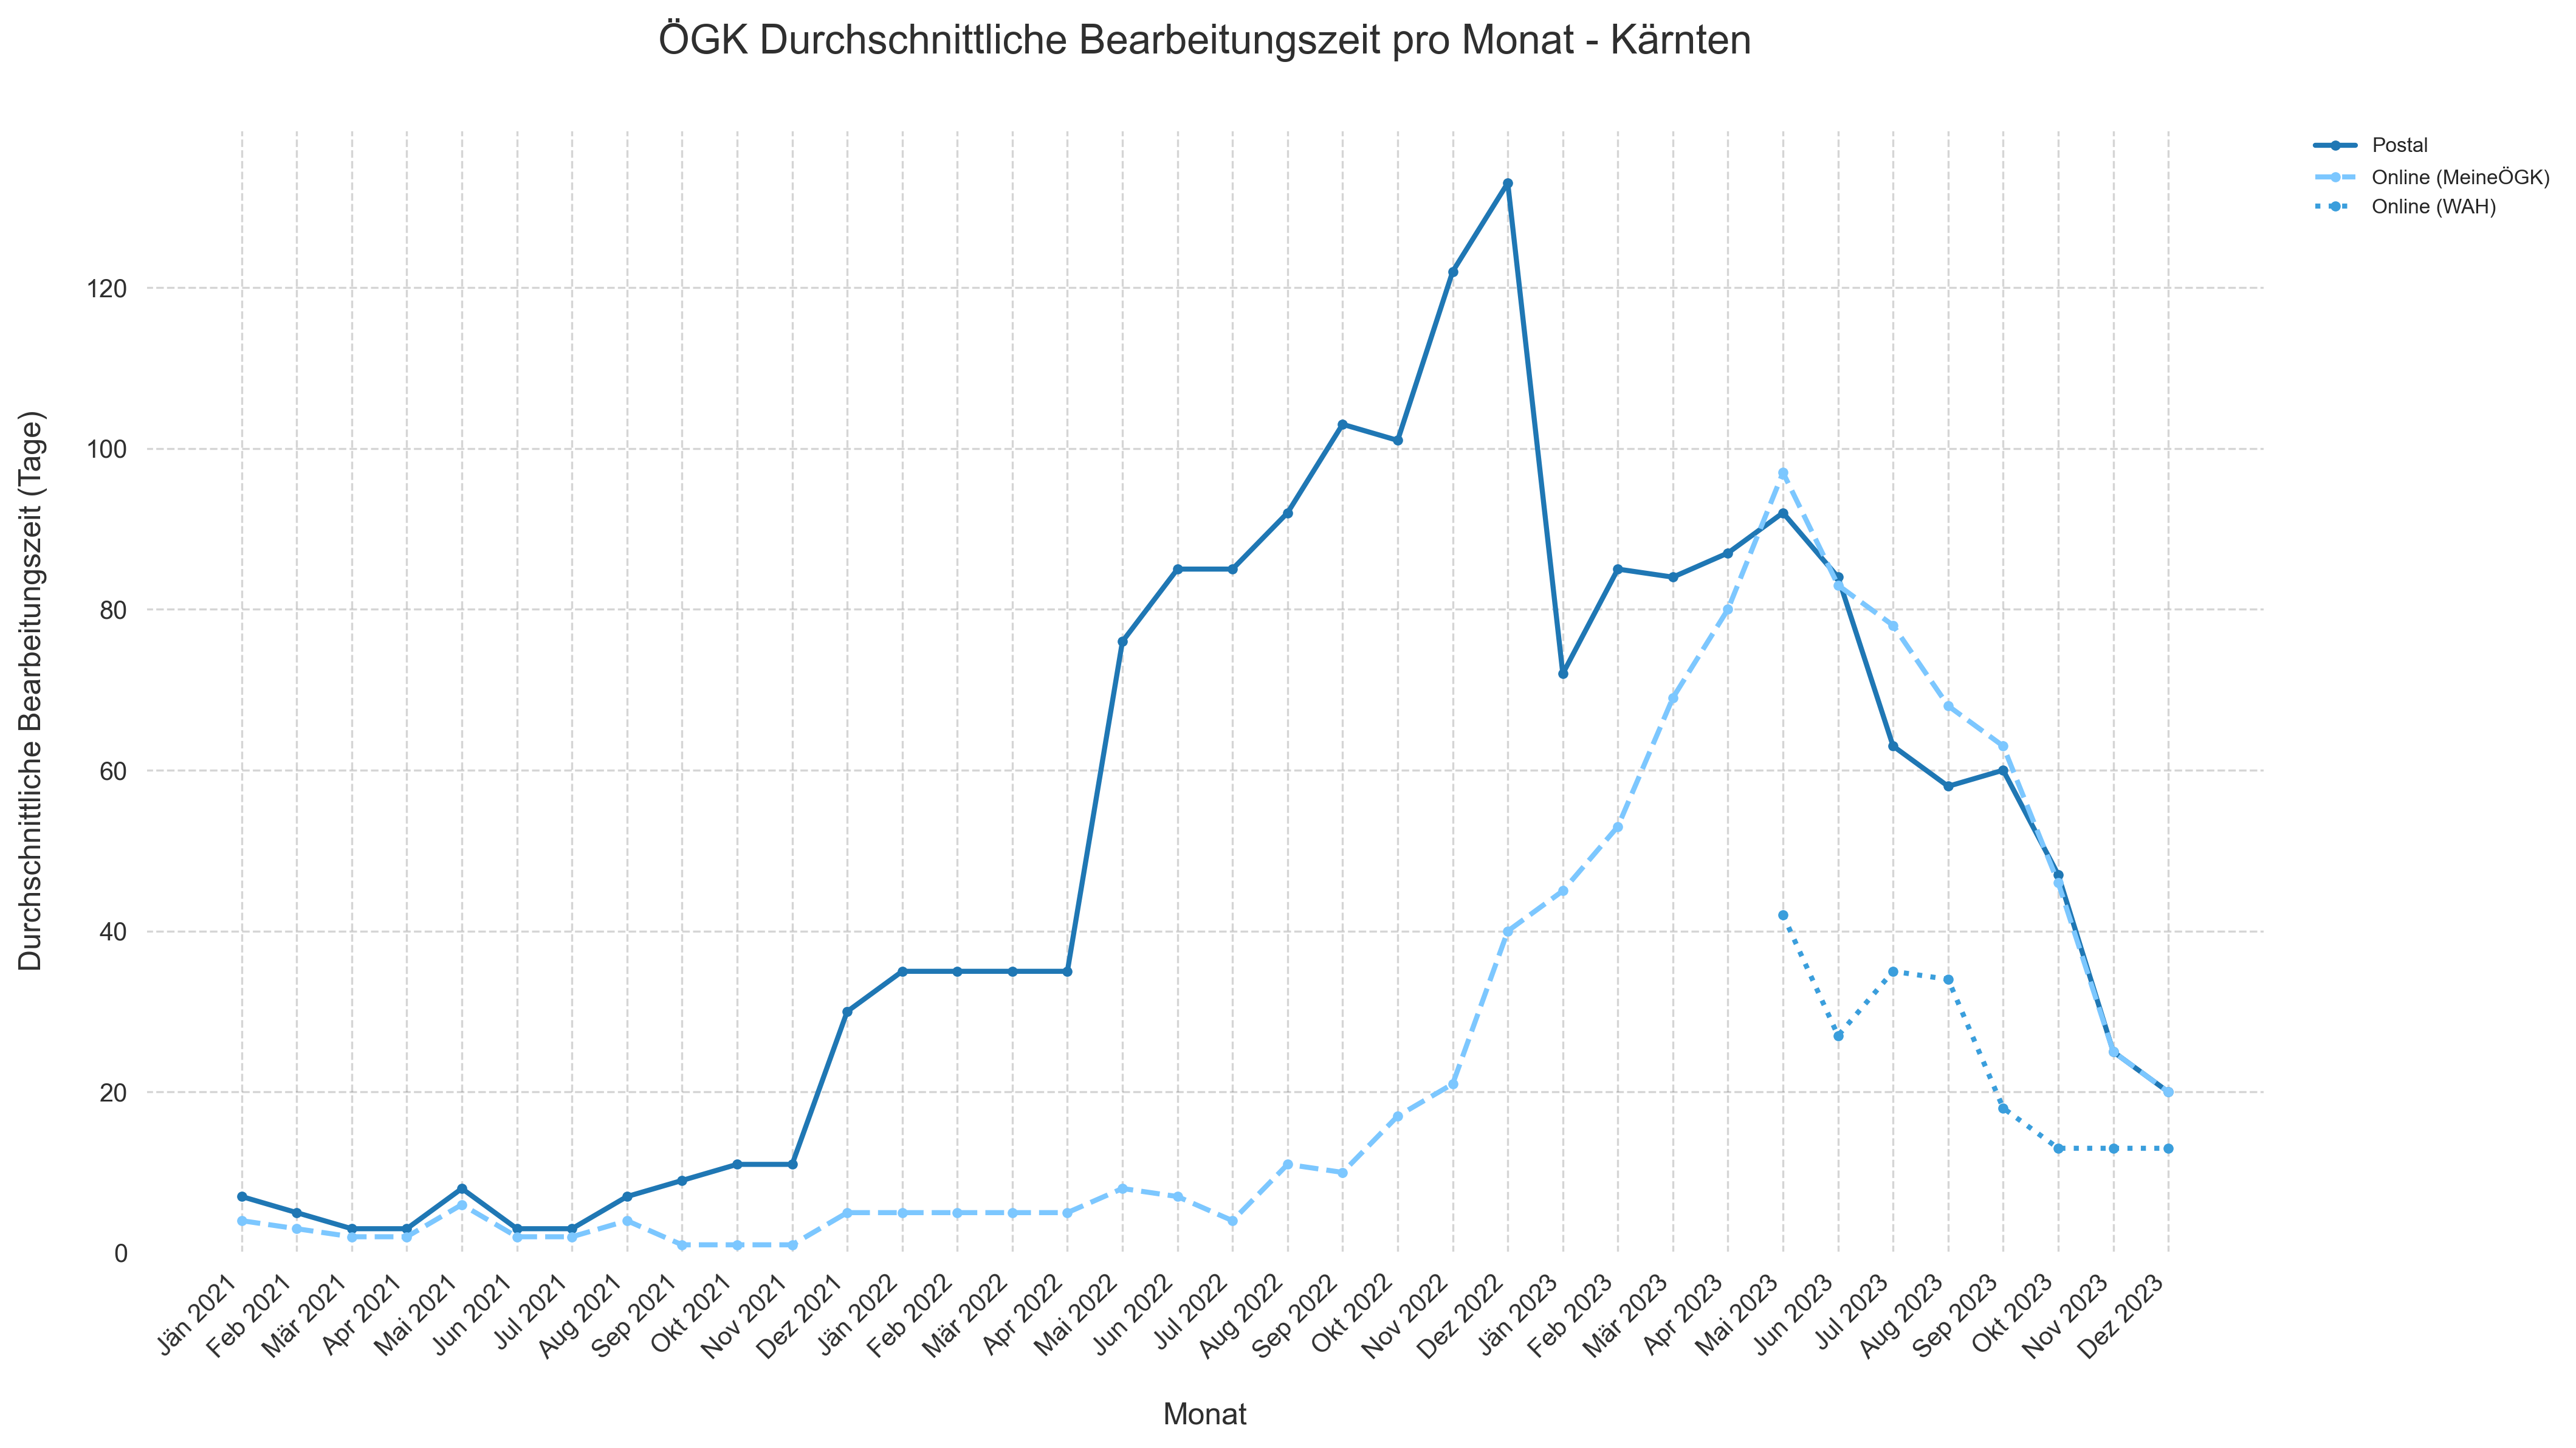 ÖGK Durchschnittliche Bearbeitungszeit pro Monat - Kärnten
Postal
Online (MeineÖGK)
Online (WAH)
Durchschnittliche Bearbeitungszeit (Tage)
120
100
80
60
40
20
0
Jän 2021
Feb 2021
Mär 2021
Apr 2021
Mai 2021
Jun 2021
Jul 2021
Aug 2021
Sep 2021
Okt 2021
Nov 2021
Dez 2021
Jän 2022
Feb 2022
Mär 2022
Apr 2022
Mai 2022
Jun 2022
Jul 2022
Aug 2022
Sep 2022
Okt 2022
Nov 2022
Dez 2022
Jän 2023
Feb 2023
Mär 2023
Apr 2023
Mai 2023
Jun 2023
Jul 2023
Aug 2023
Sep 2023
Okt 2023
Nov 2023
Dez 2023
Monat